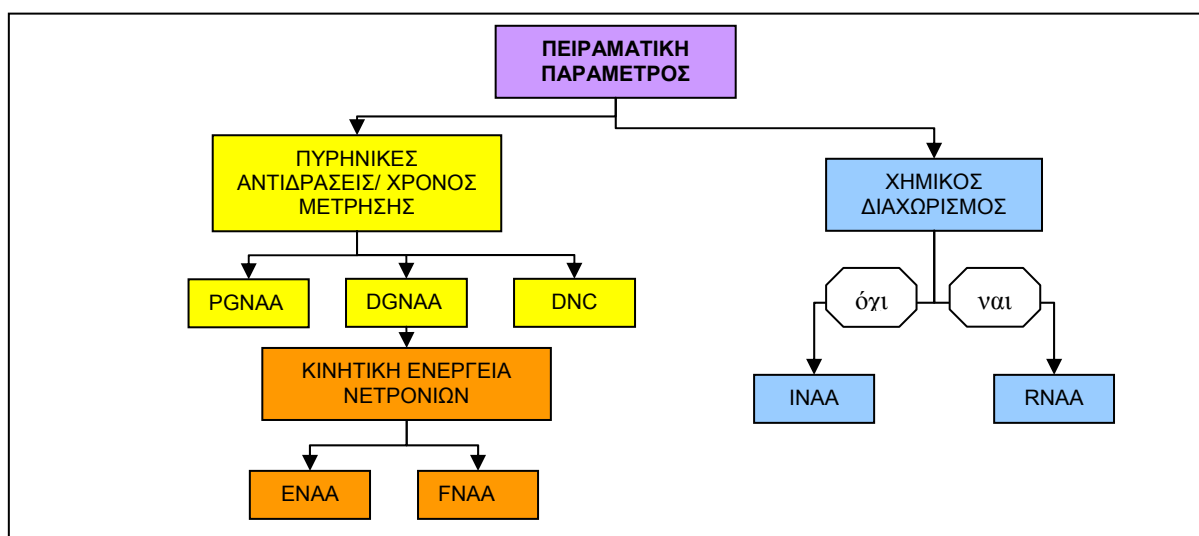 ΠΕΙΡΑΜΑΤΙΚΗ
ΠΑΡΑΜΕΤΡΟΣ
ΠΥΡΗΝΙΚΕΣ
ΑΝΤΙΔΡΑΣΕΙΣ/ ΧΡΟΝΟΣ
ΜΕΤΡΗΣΗΣ
ΧΗΜΙΚΟΣ
ΔΙΑΧΩΡΙΣΜΟΣ
PGNAA
DGNAA
DNC
όχι
ναι
ΚΙΝΗΤΙΚΗ ΕΝΕΡΓΕΙΑ
ΝΕΤΡΟΝΙΩΝ
INAA
RNAA
ENAA
FNAA